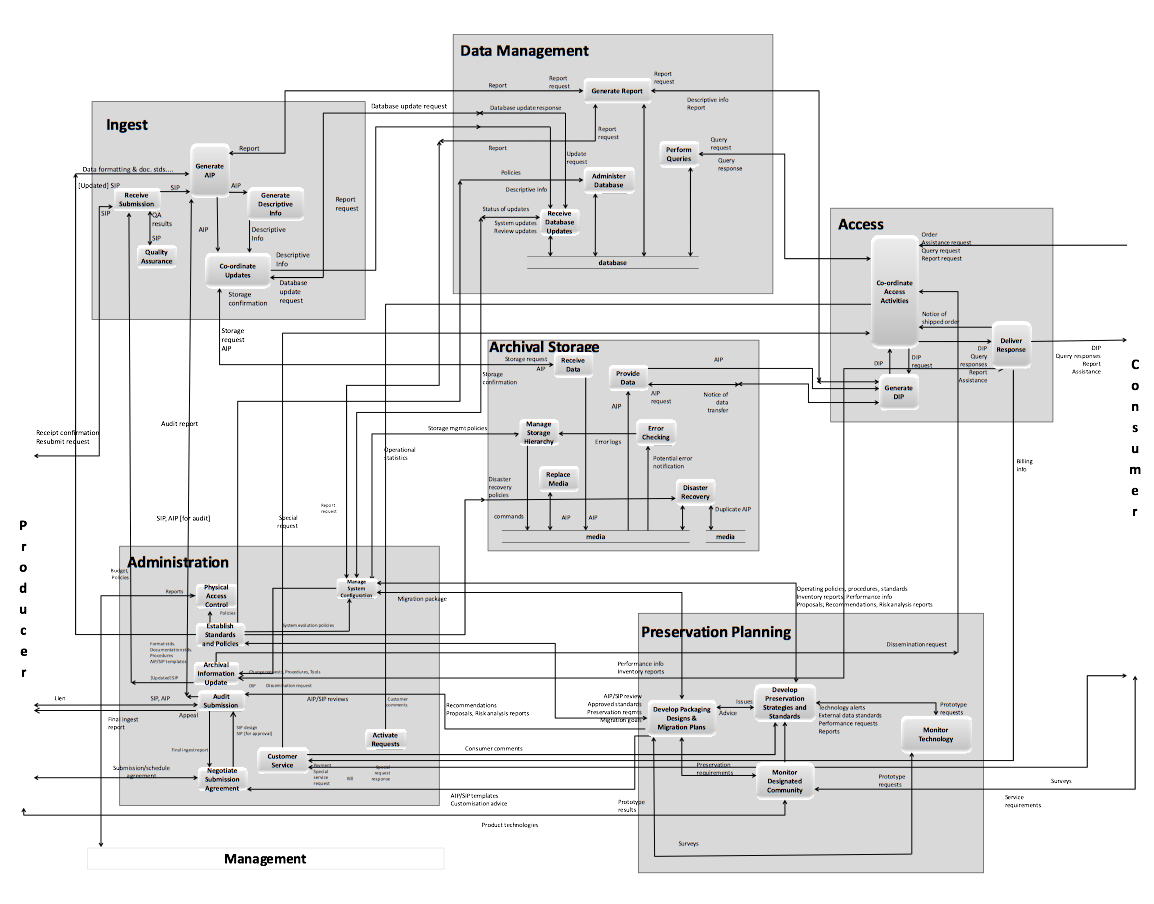 Data Management
Report request
Generate Report
Report request
Report
Descriptive info
Report
Database update request
Database update response
Report request
Report
Update request
Query request
Perform Queries
Query response
Policies
Administer Database
Descriptive info
Status of updates
System updates
Review updates
Receive Database Updates
database
Ingest
Report
Generate AIP
Data formatting & doc. stds....
[Updated] SIP
SIP
AIP
Receive Submission
SIP
QA results
SIP
Quality Assurance
AIP
Generate Descriptive Info
Descriptive Info
Descriptive Info
Co-ordinate Updates
Storage confirmation
Database update request
Report request
Storage request
AIP
Access
Order
Assistance request
Query request
Report request
Co-ordinate Access Activities
Notice of shipped order
Deliver Response
DIP
DIP request
DIP
Query responses
Report
Assistance
Generate DIP
DIP
Query responses
Report
Assistance
Consumer
Billing info
Archival Storage
Storage request
AIP
Receive Data
Storage confirmation
Provide Data
AIP
AIP request
AIP
Notice of data transfer
Storage mgmt policies
Manage Storage Hierarchy
Error logs
Error Checking
Potential error notification
Operational statistics
Replace Media
Disaster recovery policies
Disaster Recovery
commands
AIP
AIP
Duplicate AIP
media
media
Receipt confirmation
Resubmit request
Audit report
SIP, AIP [for audit]
Special request
Report request
Producer
Administration
Budget, Policies
Reports
Physical Access Control
Policies
Manage System Configuration
Migration package
Establish Standards and Policies
System evolution policies
Format stds.
Documentation stds.
Procedures
AIP/SIP templates
[Updated] SIP
Archival Information Update
Change requests, Procedures, Tools
DIP
Dissemination request
SIP, AIP
Audit Submission
AIP/SIP reviews
Customer comments
Appeal
SIP design
SIP [for approval]
Final ingest report
Final ingest report
Activate Requests
Customer Service
Payment
Special service request
Bill
Special request response
Negotiate Submission Agreement
Submission/schedule agreement
Lien
Management
Operating policies, procedures, standards
Inventory reports, Performance info
Proposals, Recommendations, Risk analysis reports
Preservation Planning
Dissemination request
Performance info
Inventory reports
AIP/SIP review
Approved standards
Preservation reqmts
Migration goals
Recommendations
Proposals, Risk analysis reports
Develop Packaging Designs & Migration Plans
Issues
Advice
Develop Preservation Strategies and Standards
Technology alerts
External data standards
Performance requests
Reports
Prototype requests
Monitor Technology
Consumer comments
Preservation requirements
Monitor Designated Community
Prototype requests
Surveys
Service requirements
AIP/SIP templates
Customisation advice
Prototype results
Product technologies
Surveys